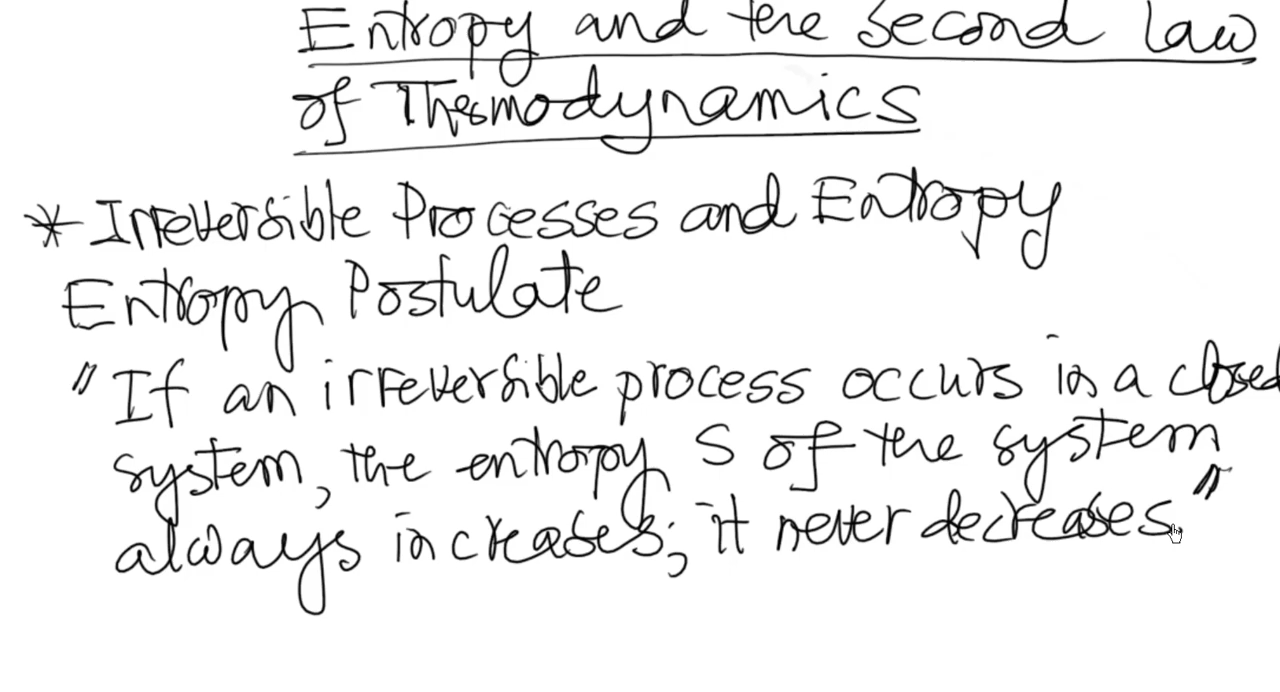 Entropy and the Second law
of Thermodynamics
* Irreversible Processes and Entropy
Entropy Postulate
"If an irreversible process occurs in a closed
system, the entropy S of the system
always increases; it never decreases."